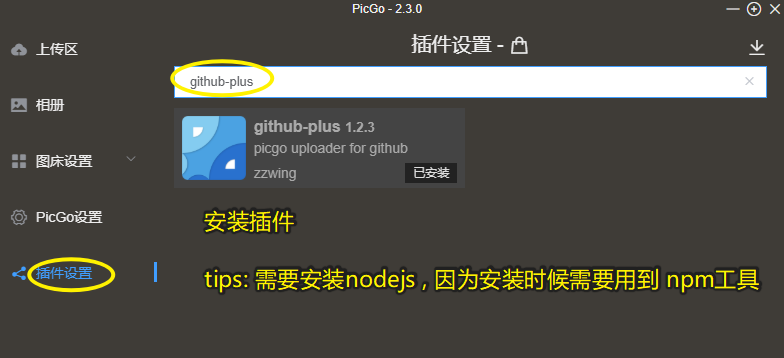 PicGo - 2.3.0
上传区
插件设置 -
github-plus
相册
github-plus 1.2.3
picgo uploader for github
zzwing
已安装
图床设置
PicGo设置
安装插件
插件设置
tips: 需要安装nodejs , 因为安装时候需要用到 npm工具